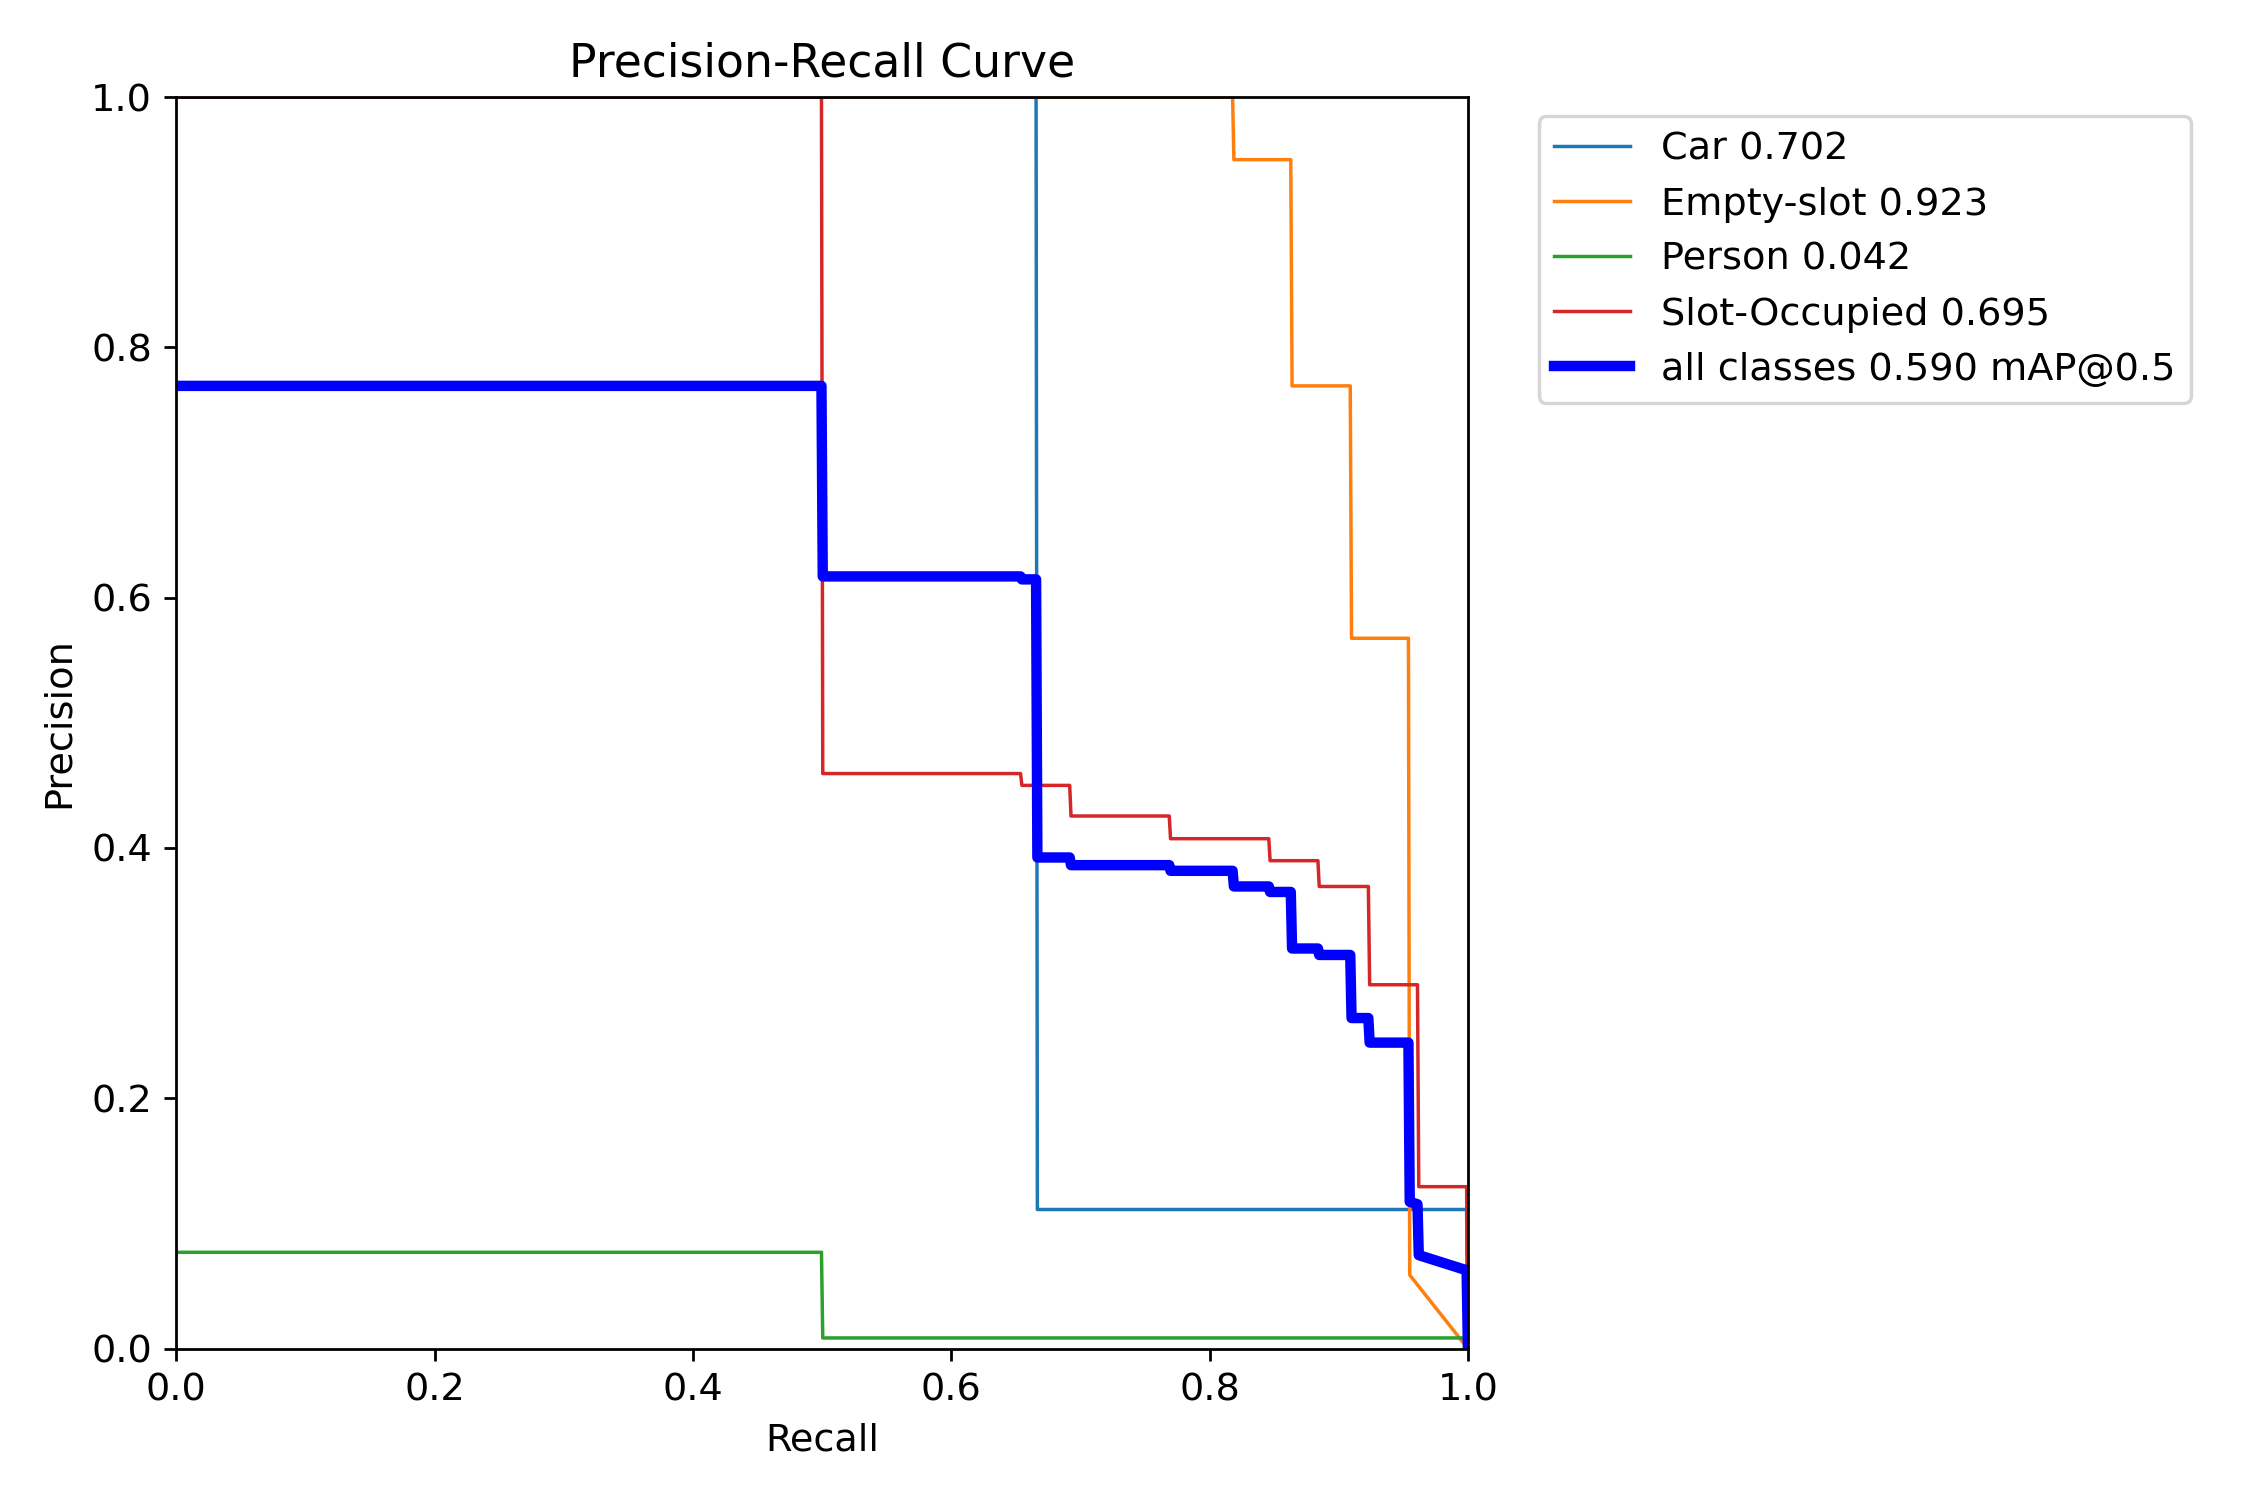 Precision-Recall Curve
1.0
0.8
0.6
0.4
0.2
0.0
Precision
0.0 0.2 0.4 0.6 0.8 1.0
Recall
Car 0.702
Empty-slot 0.923
Person 0.042
Slot-Occupied 0.695
all classes 0.590 mAP@0.5